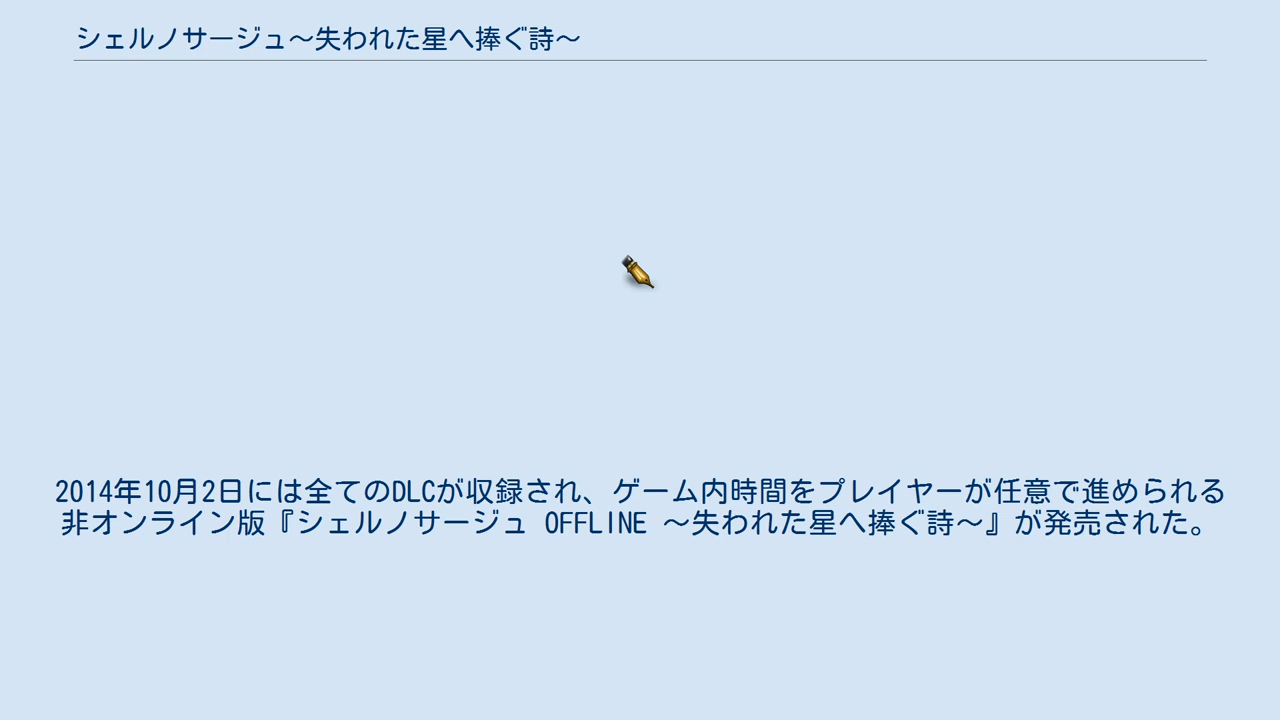 シェルノサージュ～失われた星へ捧ぐ詩～
2014年10月2日には全てのDLCが収録され、ゲーム内時間をプレイヤーが任意で進められる
非オンライン版『シェルノサージュ OFFLINE ～失われた星へ捧ぐ詩～』が発売された。